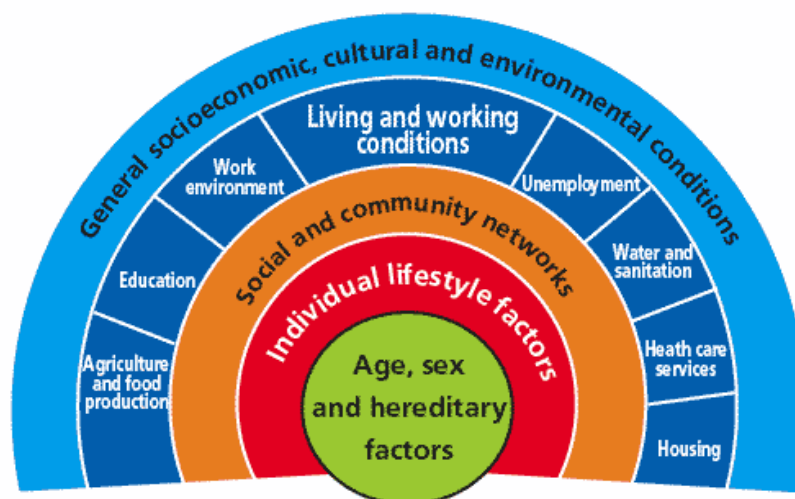 General socioeconomic, cultural and environmental conditions
Living and working
conditions
Work
environment
Unemployment
Education
Water and
sanitation
Agriculture
and food
production
Heath care
services
Housing
Social and community networks
Individual lifestyle factors
Age, sex
and hereditary
factors